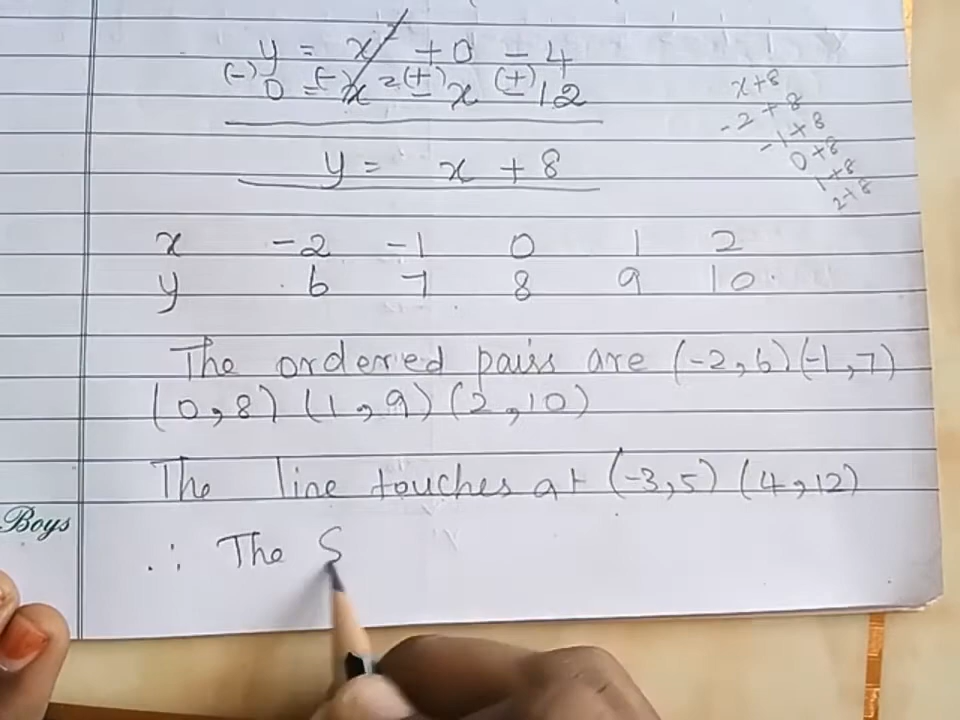 y = x² + 0 - 4
(-) 0 = (-) x² (+) - x (+) - 12
y = x + 8
x+8
-2+8
-1+8
0+8
1+8
2+8
x -2 -1 0 1 2
y 6 7 8 9 10
The ordered pairs are (-2,6) (-1,7)
(0,8) (1,9) (2,10)
The line touches at (-3,5) (4,12)
Boys
∴ The S